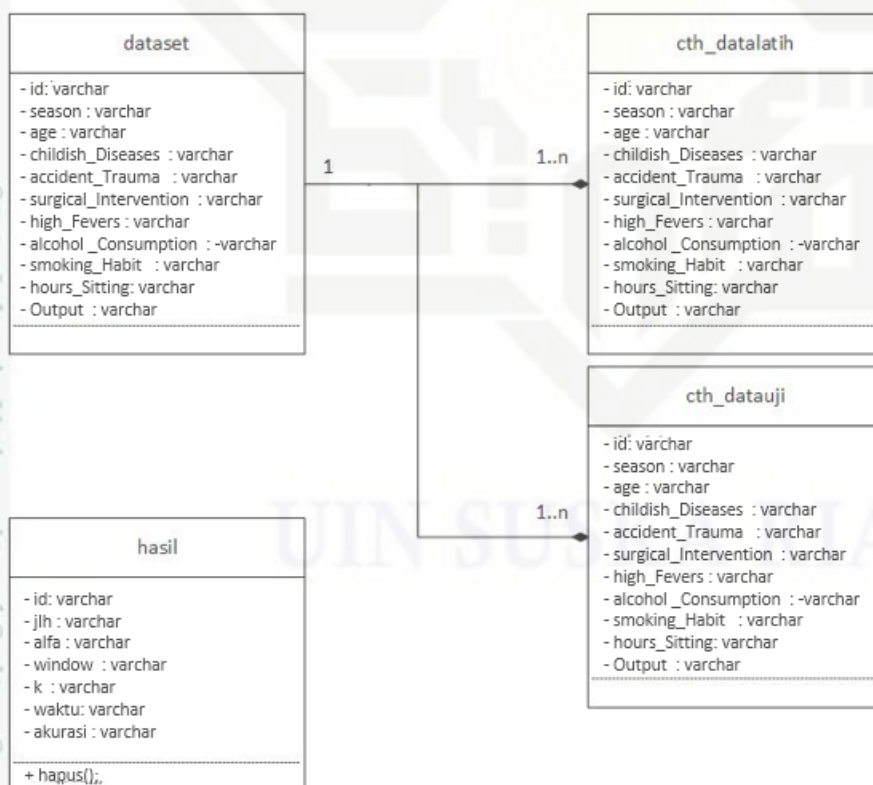 dataset
- id: varchar
- season : varchar
- age : varchar
- childish_Diseases : varchar
- accident_Trauma : varchar
- surgical_Intervention : varchar
- high_Fevers : varchar
- alcohol _Consumption : -varchar
- smoking_Habit : varchar
- hours_Sitting: varchar
- Output : varchar
1
1..n
cth_datalatih
- id: varchar
- season : varchar
- age : varchar
- childish_Diseases : varchar
- accident_Trauma : varchar
- surgical_Intervention : varchar
- high_Fevers : varchar
- alcohol _Consumption : -varchar
- smoking_Habit : varchar
- hours_Sitting: varchar
- Output : varchar
1..n
cth_datauji
- id: varchar
- season : varchar
- age : varchar
- childish_Diseases : varchar
- accident_Trauma : varchar
- surgical_Intervention : varchar
- high_Fevers : varchar
- alcohol _Consumption : -varchar
- smoking_Habit : varchar
- hours_Sitting: varchar
- Output : varchar
hasil
- id: varchar
- jlh : varchar
- alfa : varchar
- window : varchar
- k : varchar
- waktu: varchar
- akurasi : varchar
+ hapus();
UIN SUSKA RIA